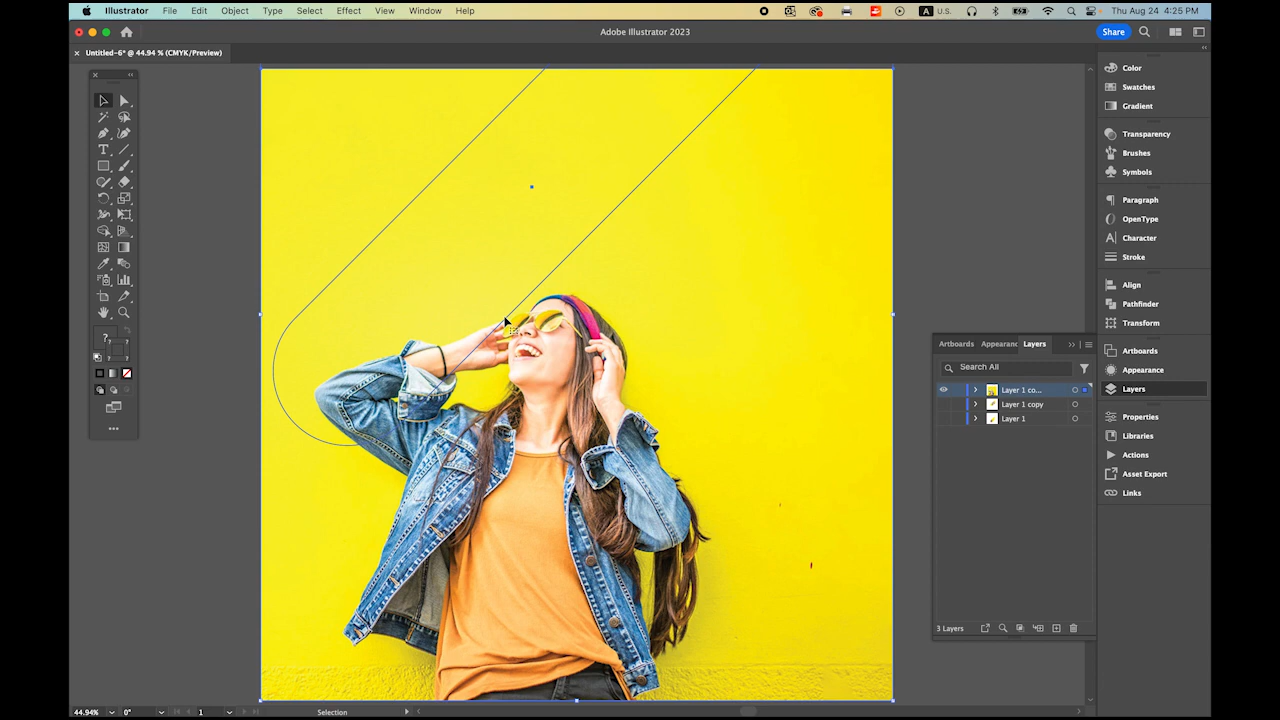 Illustrator File Edit Object Type Select Effect View Window Help A U.S. Thu Aug 24 4:25 PM
Adobe Illustrator 2023
Share
Untitled-6* @ 44.94 % (CMYK/Preview)
Color
Swatches
Gradient
Transparency
Brushes
Symbols
Paragraph
OpenType
Character
Stroke
Align
Pathfinder
Transform
Artboards
Appearance
Layers
Properties
Libraries
Actions
Asset Export
Links
Artboards Appearanc Layers
Search All
Layer 1 co...
Layer 1 copy
Layer 1
3 Layers
44.94% 0° 1 Selection